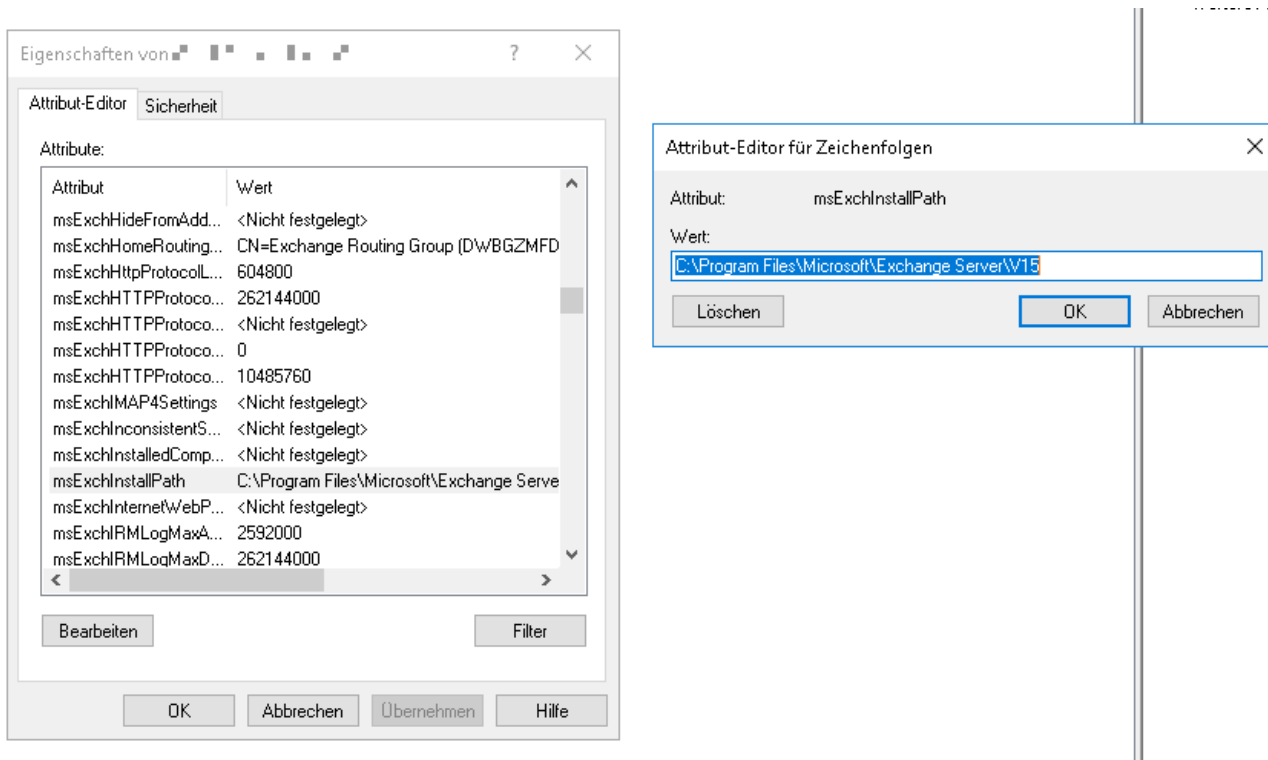 Eigenschaften von
Attribut-Editor Sicherheit
Attribute:
Attribut Wert
msExchHideFromAdd... <Nicht festgelegt>
msExchHomeRouting... CN=Exchange Routing Group (DWBGZMFD
msExchHttpProtocolL... 604800
msExchHTTPProtoco... 262144000
msExchHTTPProtoco... <Nicht festgelegt>
msExchHTTPProtoco... 0
msExchHTTPProtoco... 10485760
msExchIMAP4Settings <Nicht festgelegt>
msExchInconsistentS... <Nicht festgelegt>
msExchInstalledComp... <Nicht festgelegt>
msExchInstallPath C:\Program Files\Microsoft\Exchange Serve
msExchInternetWebP... <Nicht festgelegt>
msExchIRMLogMaxA... 2592000
msExchIRMLogMaxD... 262144000
Bearbeiten Filter
OK Abbrechen Übernehmen Hilfe
Attribut-Editor für Zeichenfolgen
Attribut: msExchInstallPath
Wert:
C:\Program Files\Microsoft\Exchange Server\V15
Löschen OK Abbrechen